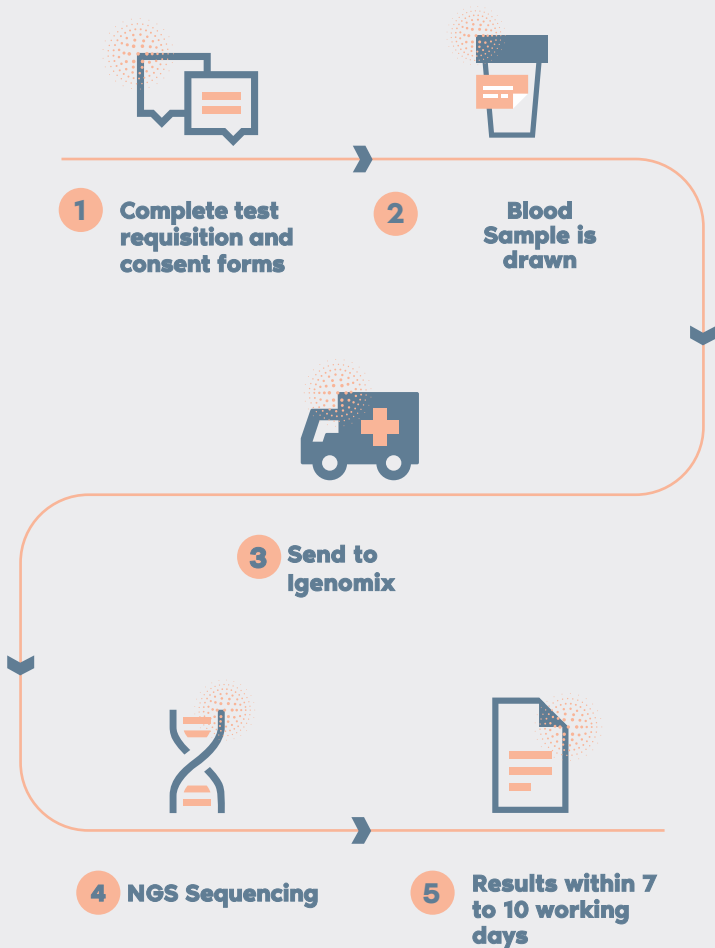 1
Complete test
requisition and
consent forms
2
Blood
Sample is
drawn
3
Send to
Igenomix
4
NGS Sequencing
5
Results within 7
to 10 working
days